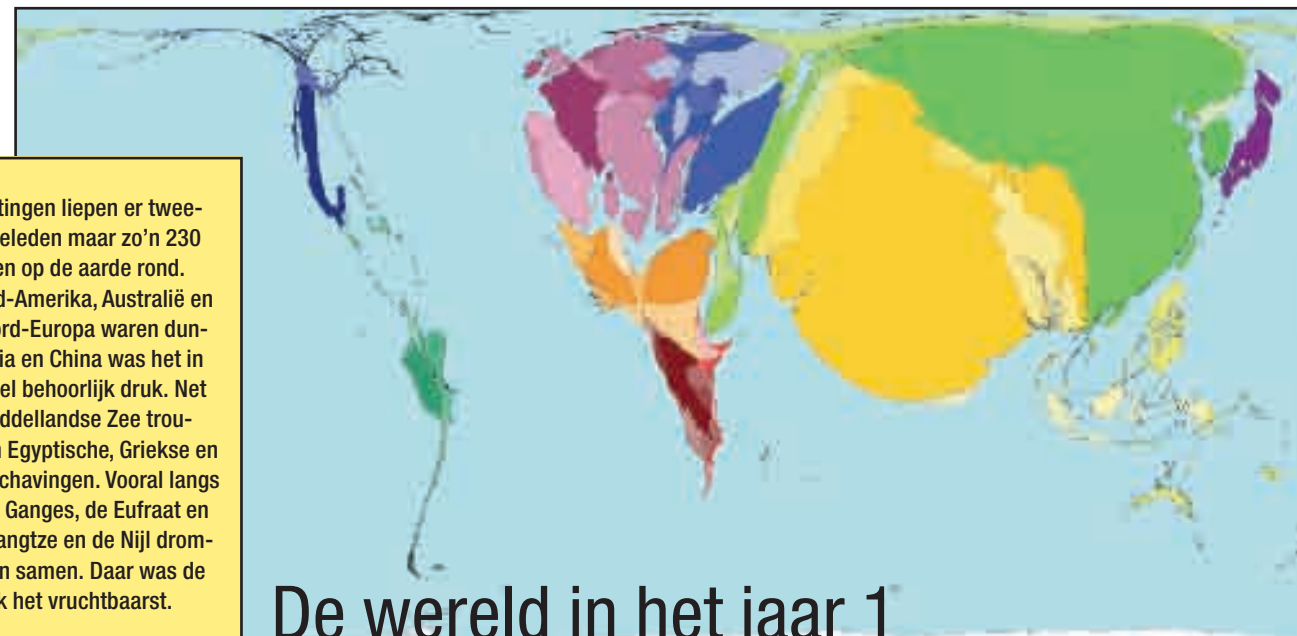 tingen liepen er twee-
eleden maar zo'n 230
en op de aarde rond.
d-Amerika, Australië en
ord-Europa waren dun-
ia en China was het in
el behoorlijk druk. Net
ddellandse Zee trou-
n Egyptische, Griekse en
chavingen. Vooral langs
Ganges, de Eufraat en
angtze en de Nijl drom-
n samen. Daar was de
k het vruchtbaarst.
De wereld in het jaar 1